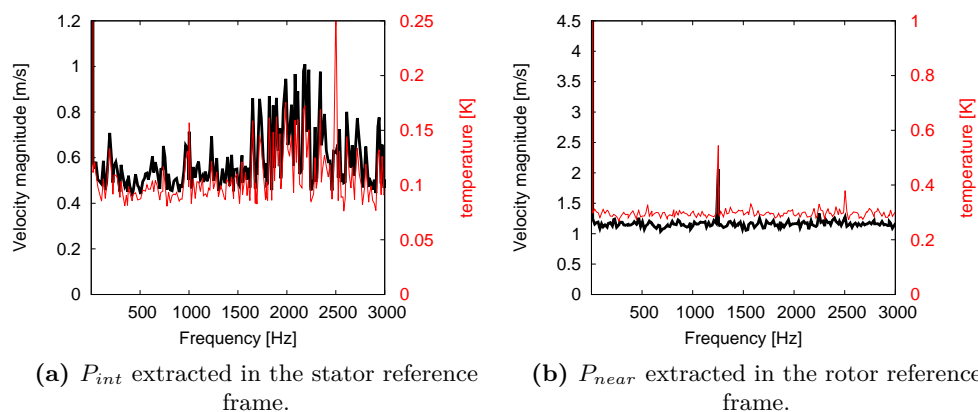 1.2
1
0.8
0.6
0.4
0.2
0
Velocity magnitude [m/s]
500 1000 1500 2000 2500 3000
Frequency [Hz]
0.25
0.2
0.15
0.1
0.05
0
temperature [K]
(a) P_int extracted in the stator reference
frame.
4.5
4
3.5
3
2.5
2
1.5
1
0.5
0
Velocity magnitude [m/s]
500 1000 1500 2000 2500 3000
Frequency [Hz]
1
0.8
0.6
0.4
0.2
0
temperature [K]
(b) P_near extracted in the rotor reference
frame.